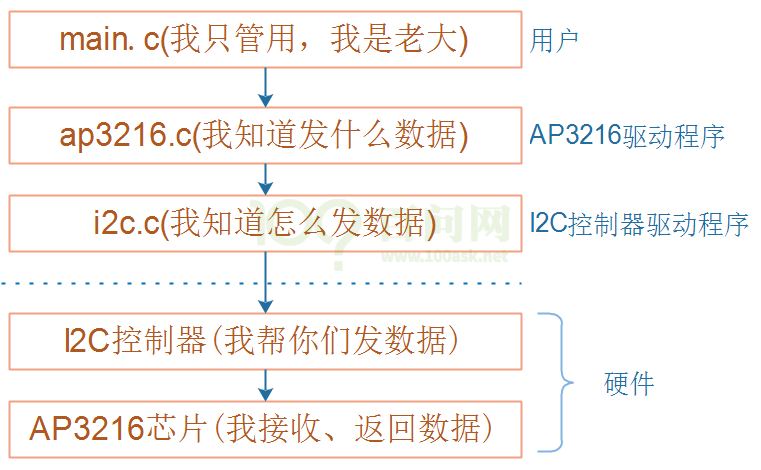 main. c(我只管用，我是老大)
用户
ap3216.c(我知道发什么数据)
AP3216驱动程序
i2c.c(我知道怎么发数据)
I2C控制器驱动程序
100?百问网
www.100ask.net
I2C控制器(我帮你们发数据)
硬件
AP3216芯片(我接收、返回数据)